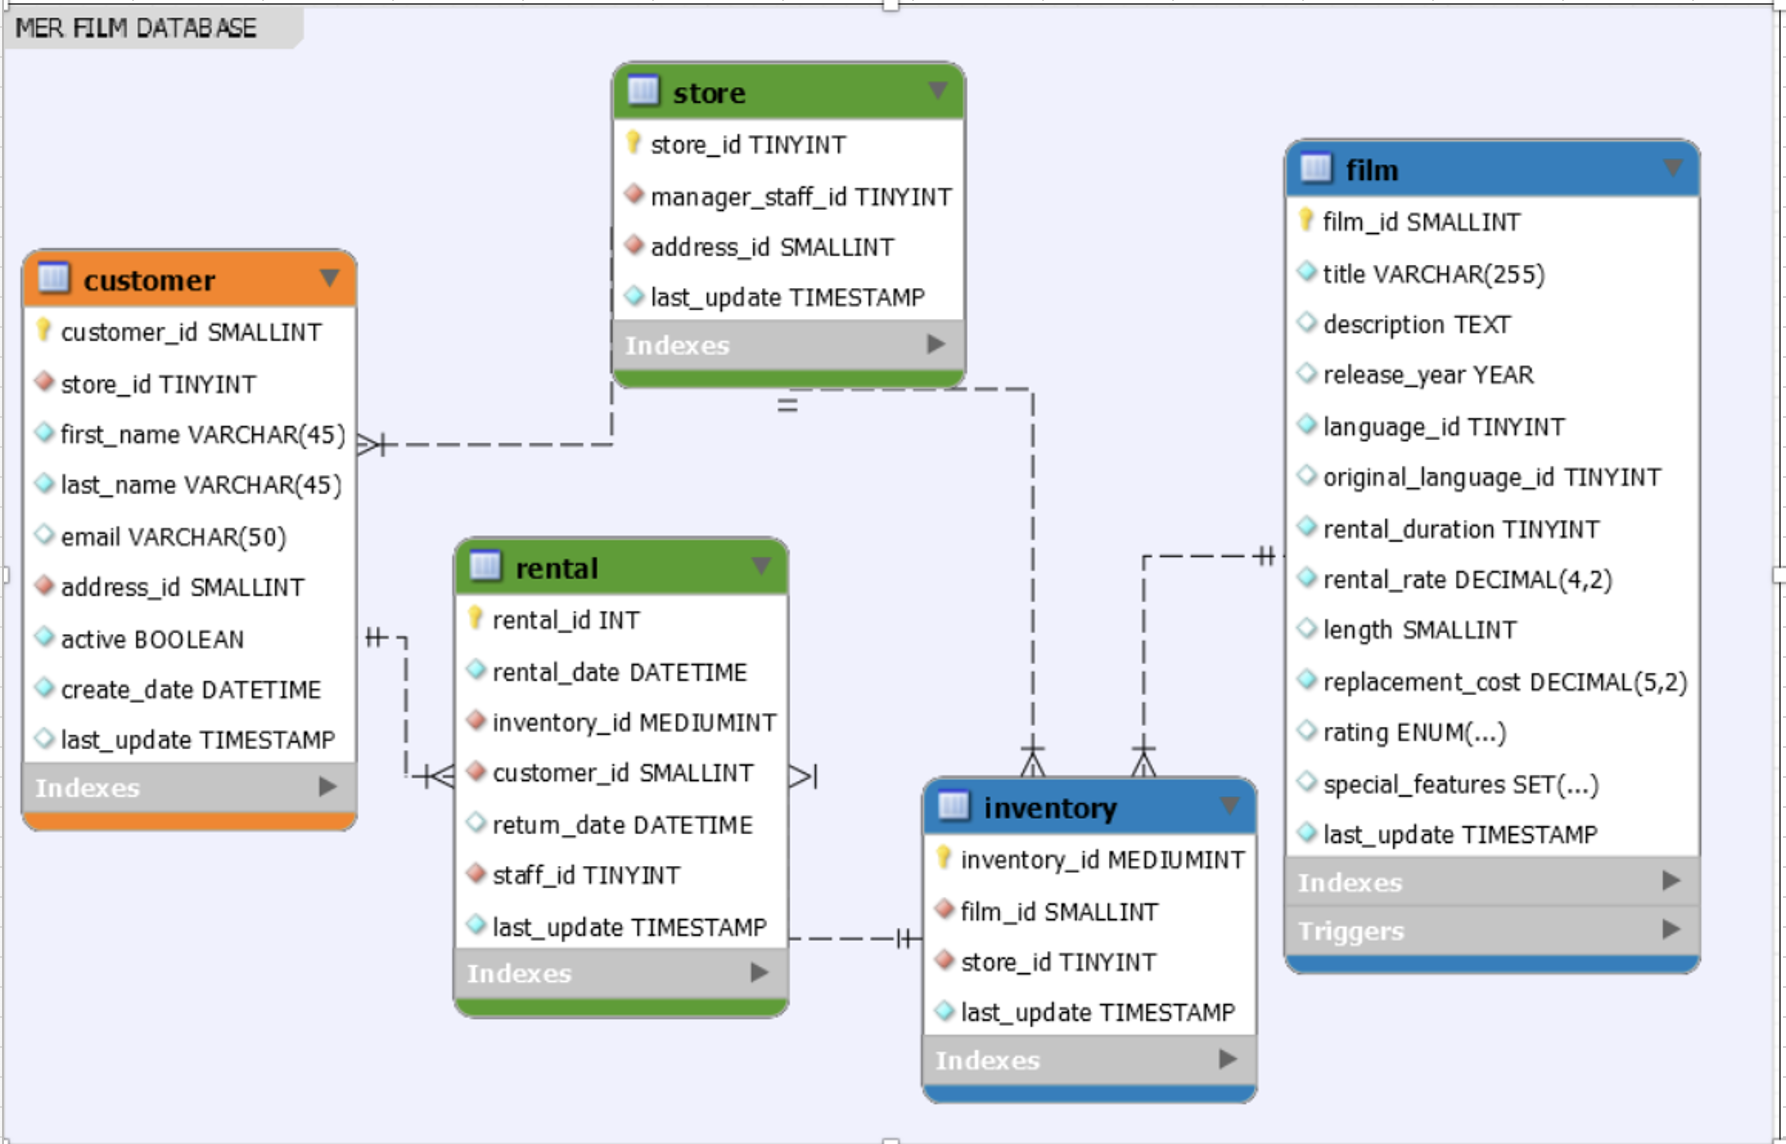 MER FILM DATABASE
store
store_id TINYINT
manager_staff_id TINYINT
address_id SMALLINT
last_update TIMESTAMP
Indexes
customer
customer_id SMALLINT
store_id TINYINT
first_name VARCHAR(45)
last_name VARCHAR(45)
email VARCHAR(50)
address_id SMALLINT
active BOOLEAN
create_date DATETIME
last_update TIMESTAMP
Indexes
rental
rental_id INT
rental_date DATETIME
inventory_id MEDIUMINT
customer_id SMALLINT
return_date DATETIME
staff_id TINYINT
last_update TIMESTAMP
Indexes
inventory
inventory_id MEDIUMINT
film_id SMALLINT
store_id TINYINT
last_update TIMESTAMP
Indexes
film
film_id SMALLINT
title VARCHAR(255)
description TEXT
release_year YEAR
language_id TINYINT
original_language_id TINYINT
rental_duration TINYINT
rental_rate DECIMAL(4,2)
length SMALLINT
replacement_cost DECIMAL(5,2)
rating ENUM(...)
special_features SET(...)
last_update TIMESTAMP
Indexes
Triggers